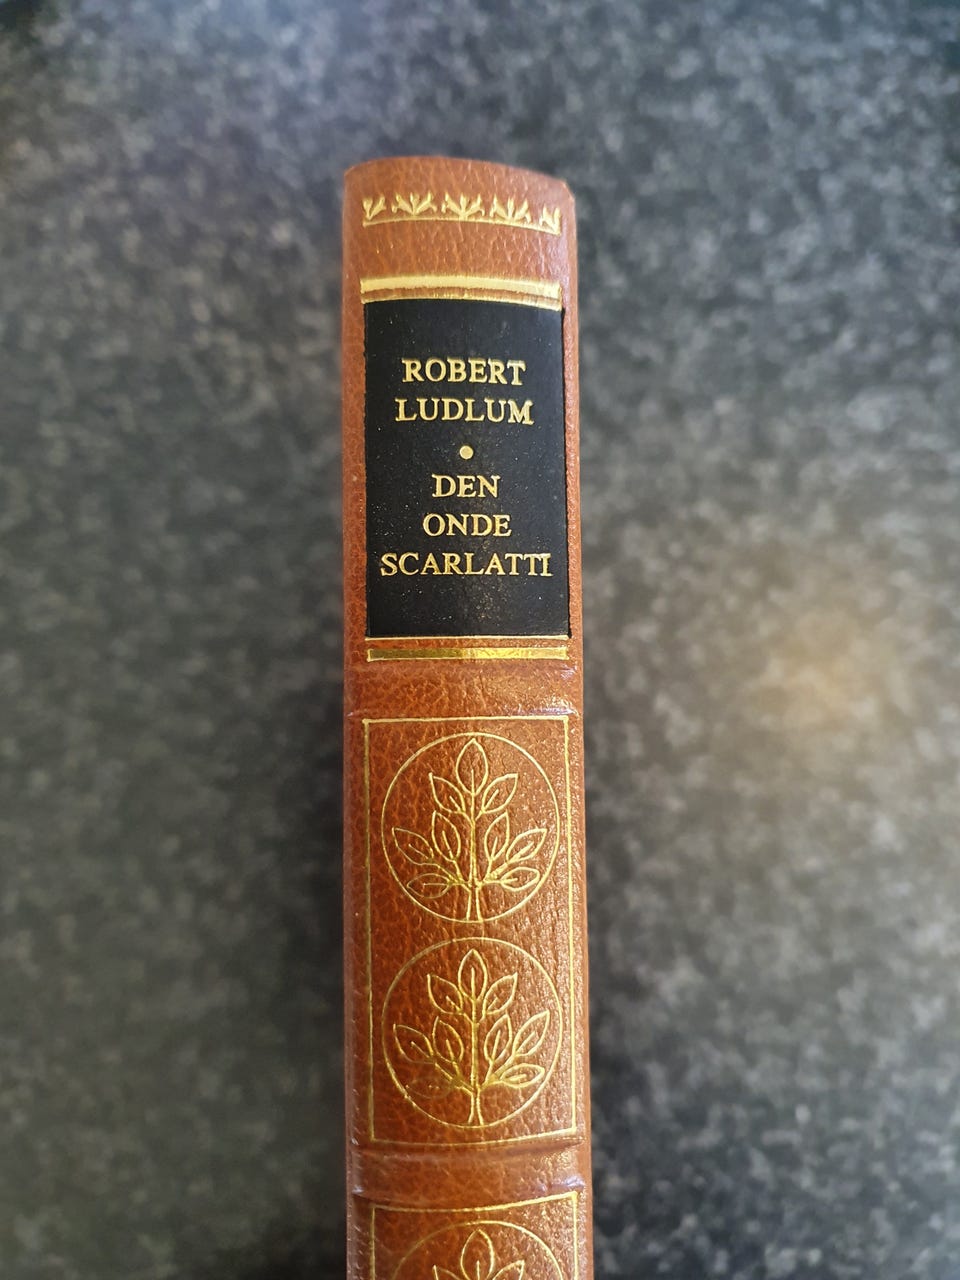 ROBERT
LUDLUM
•
DEN
ONDE
SCARLATTI